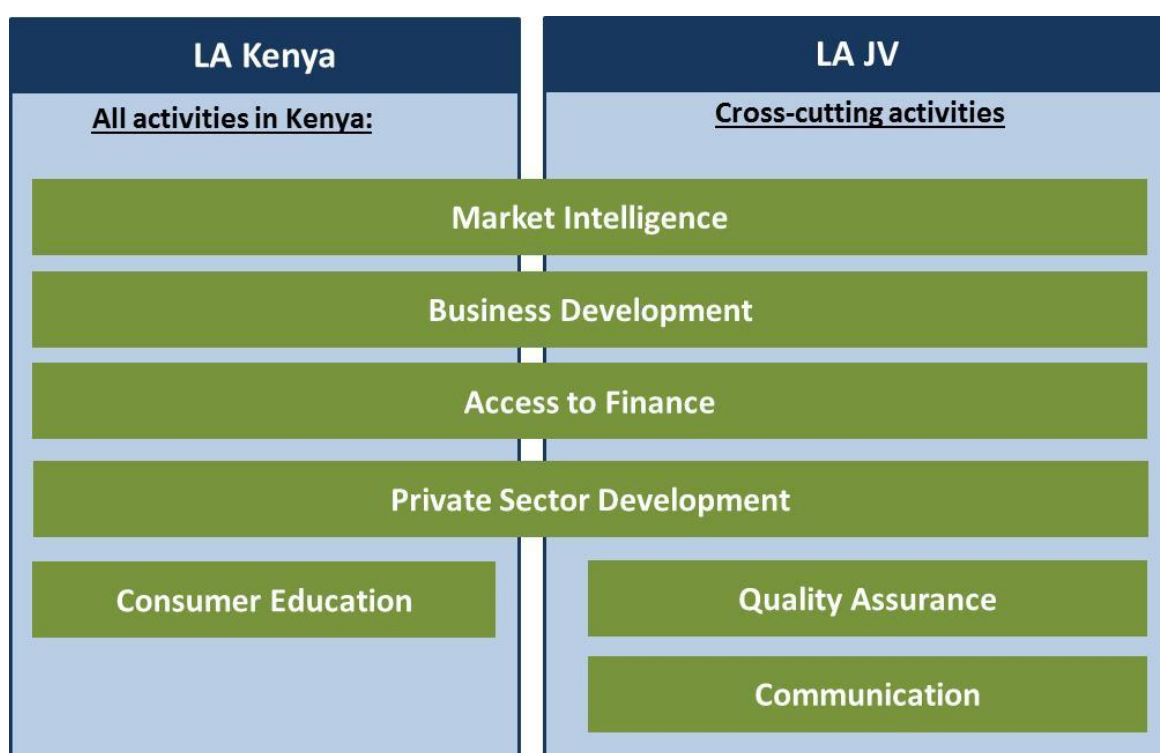 LA Kenya
LA JV
All activities in Kenya:
Cross-cutting activities
Market Intelligence
Business Development
Access to Finance
Private Sector Development
Consumer Education
Quality Assurance
Communication